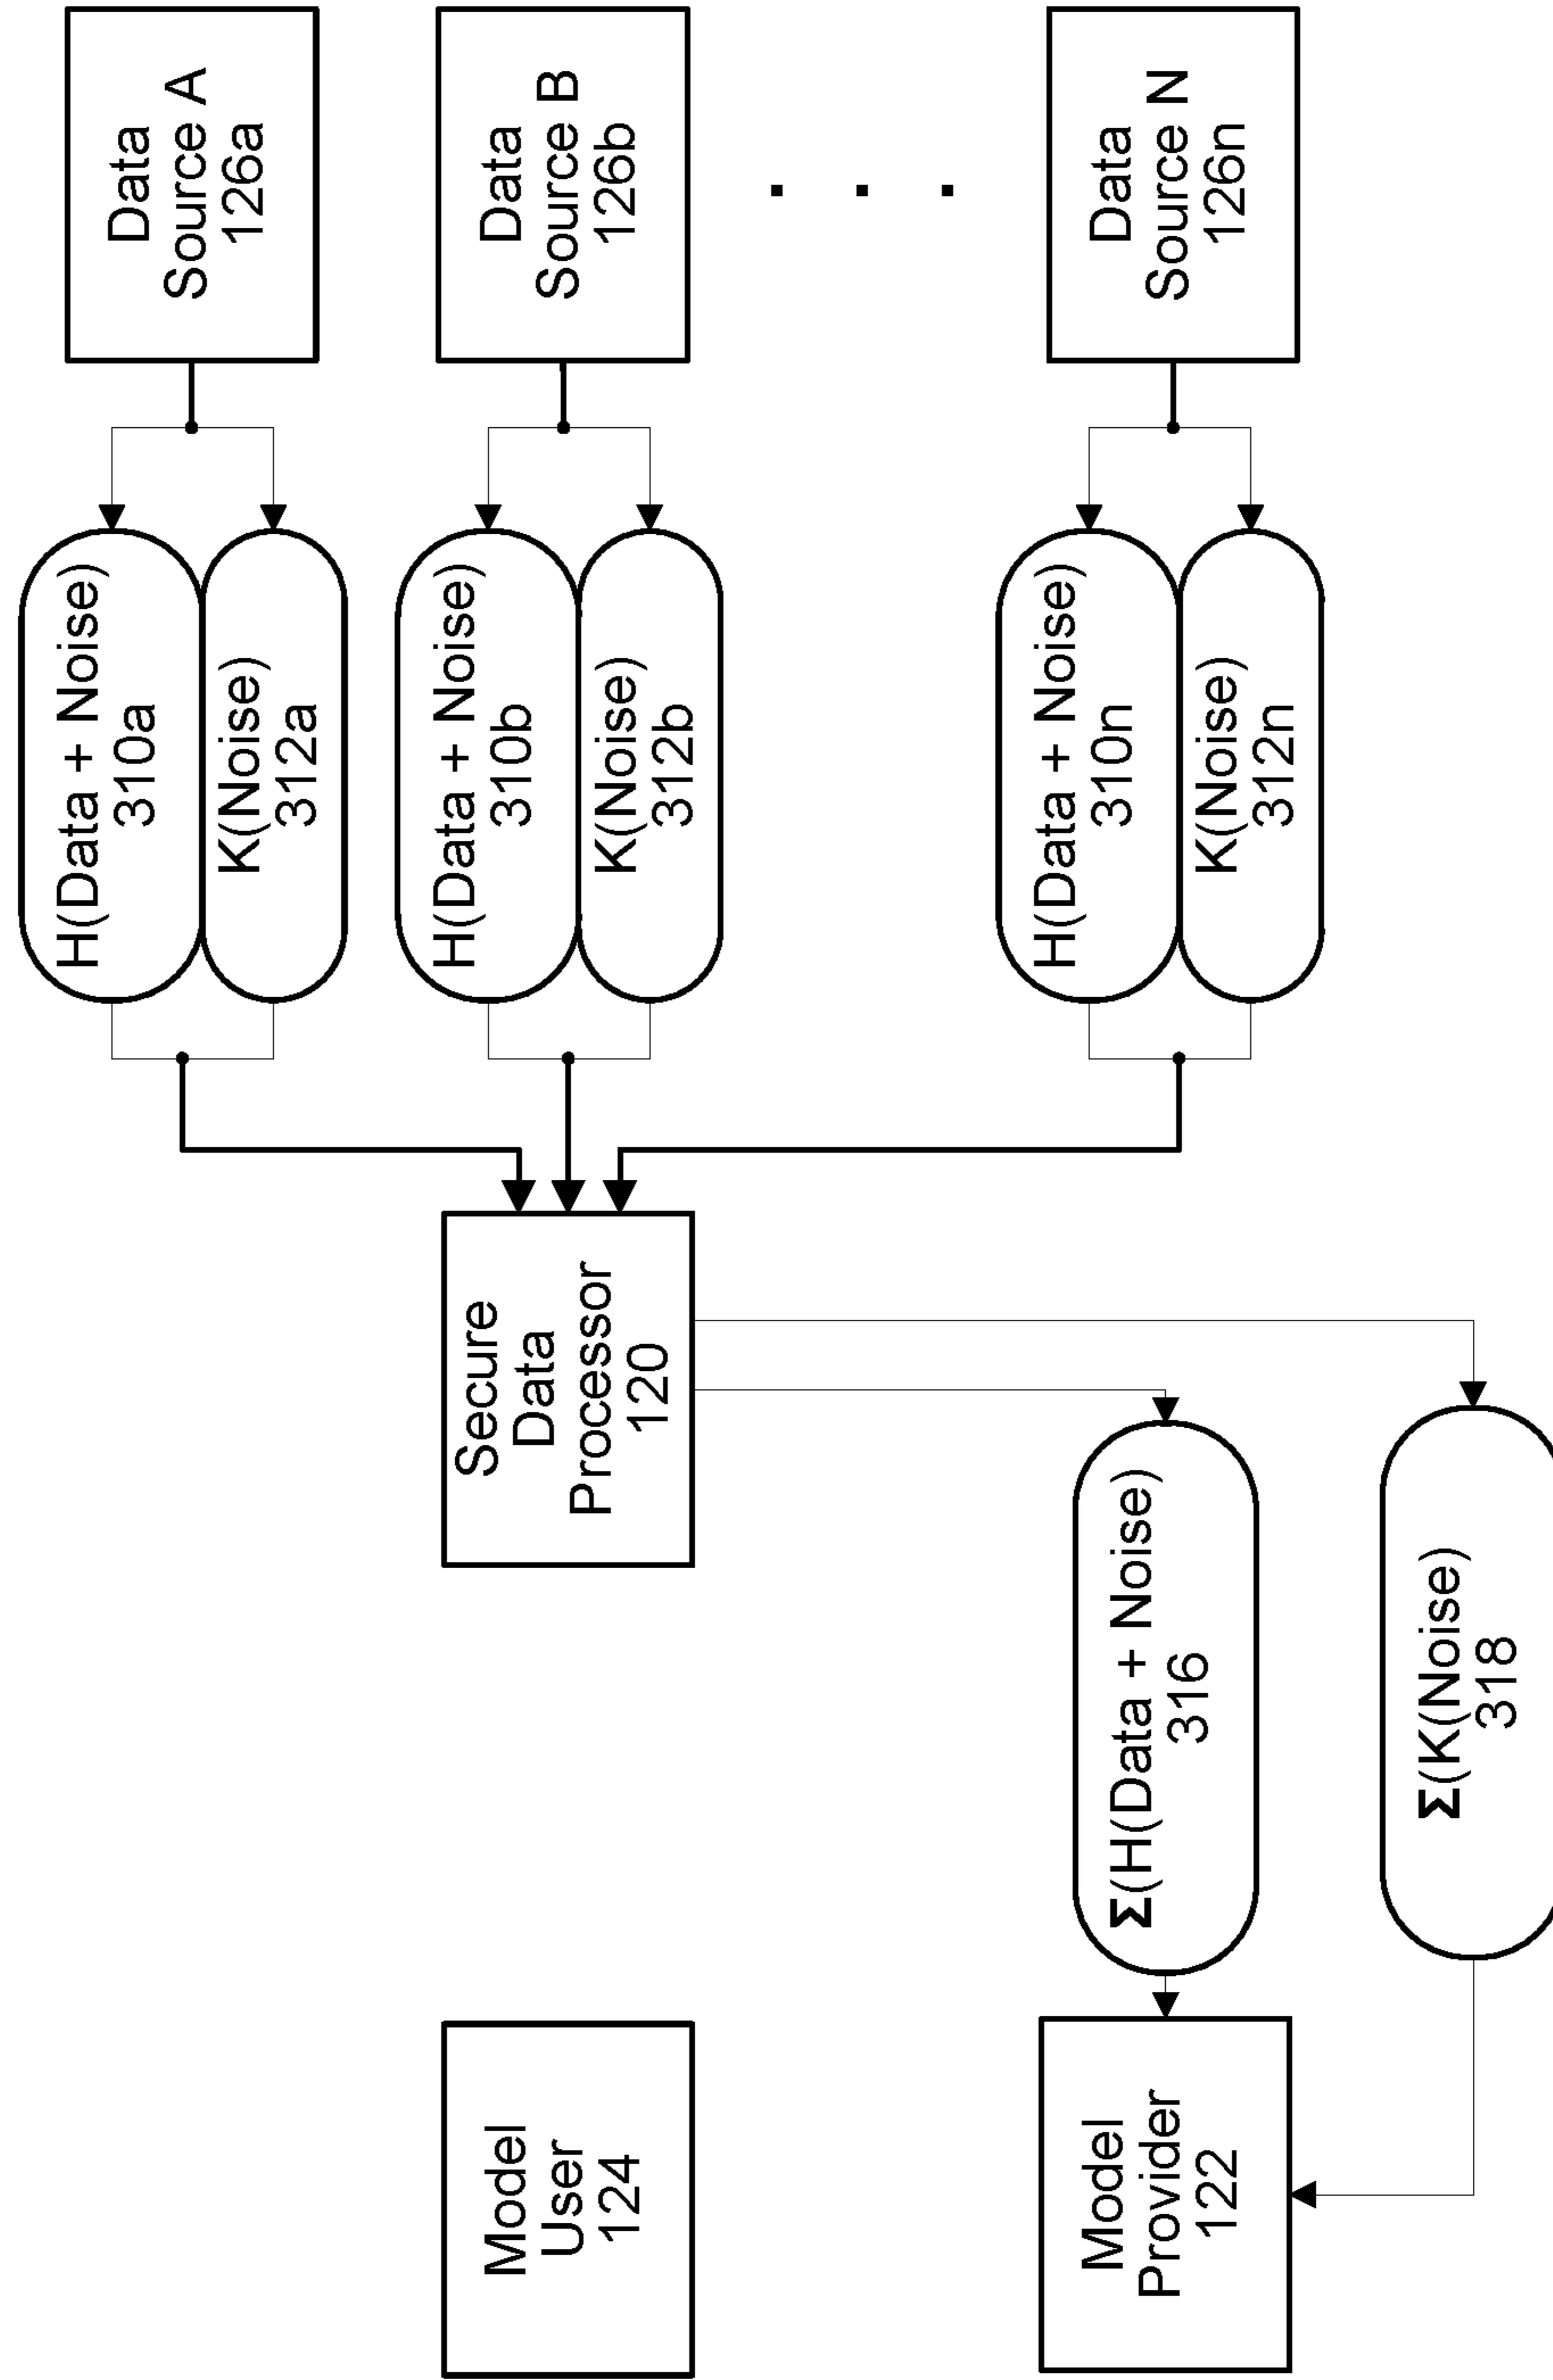 Data
Source A
126a
Data
Source B
126b
. . .
Data
Source N
126n
H(Data + Noise)
310a
K(Noise)
312a
H(Data + Noise)
310b
K(Noise)
312b
H(Data + Noise)
310n
K(Noise)
312n
Secure
Data
Processor
120
Σ(H(Data + Noise)
316
Σ(K(Noise)
318
Model
User
124
Model
Provider
122